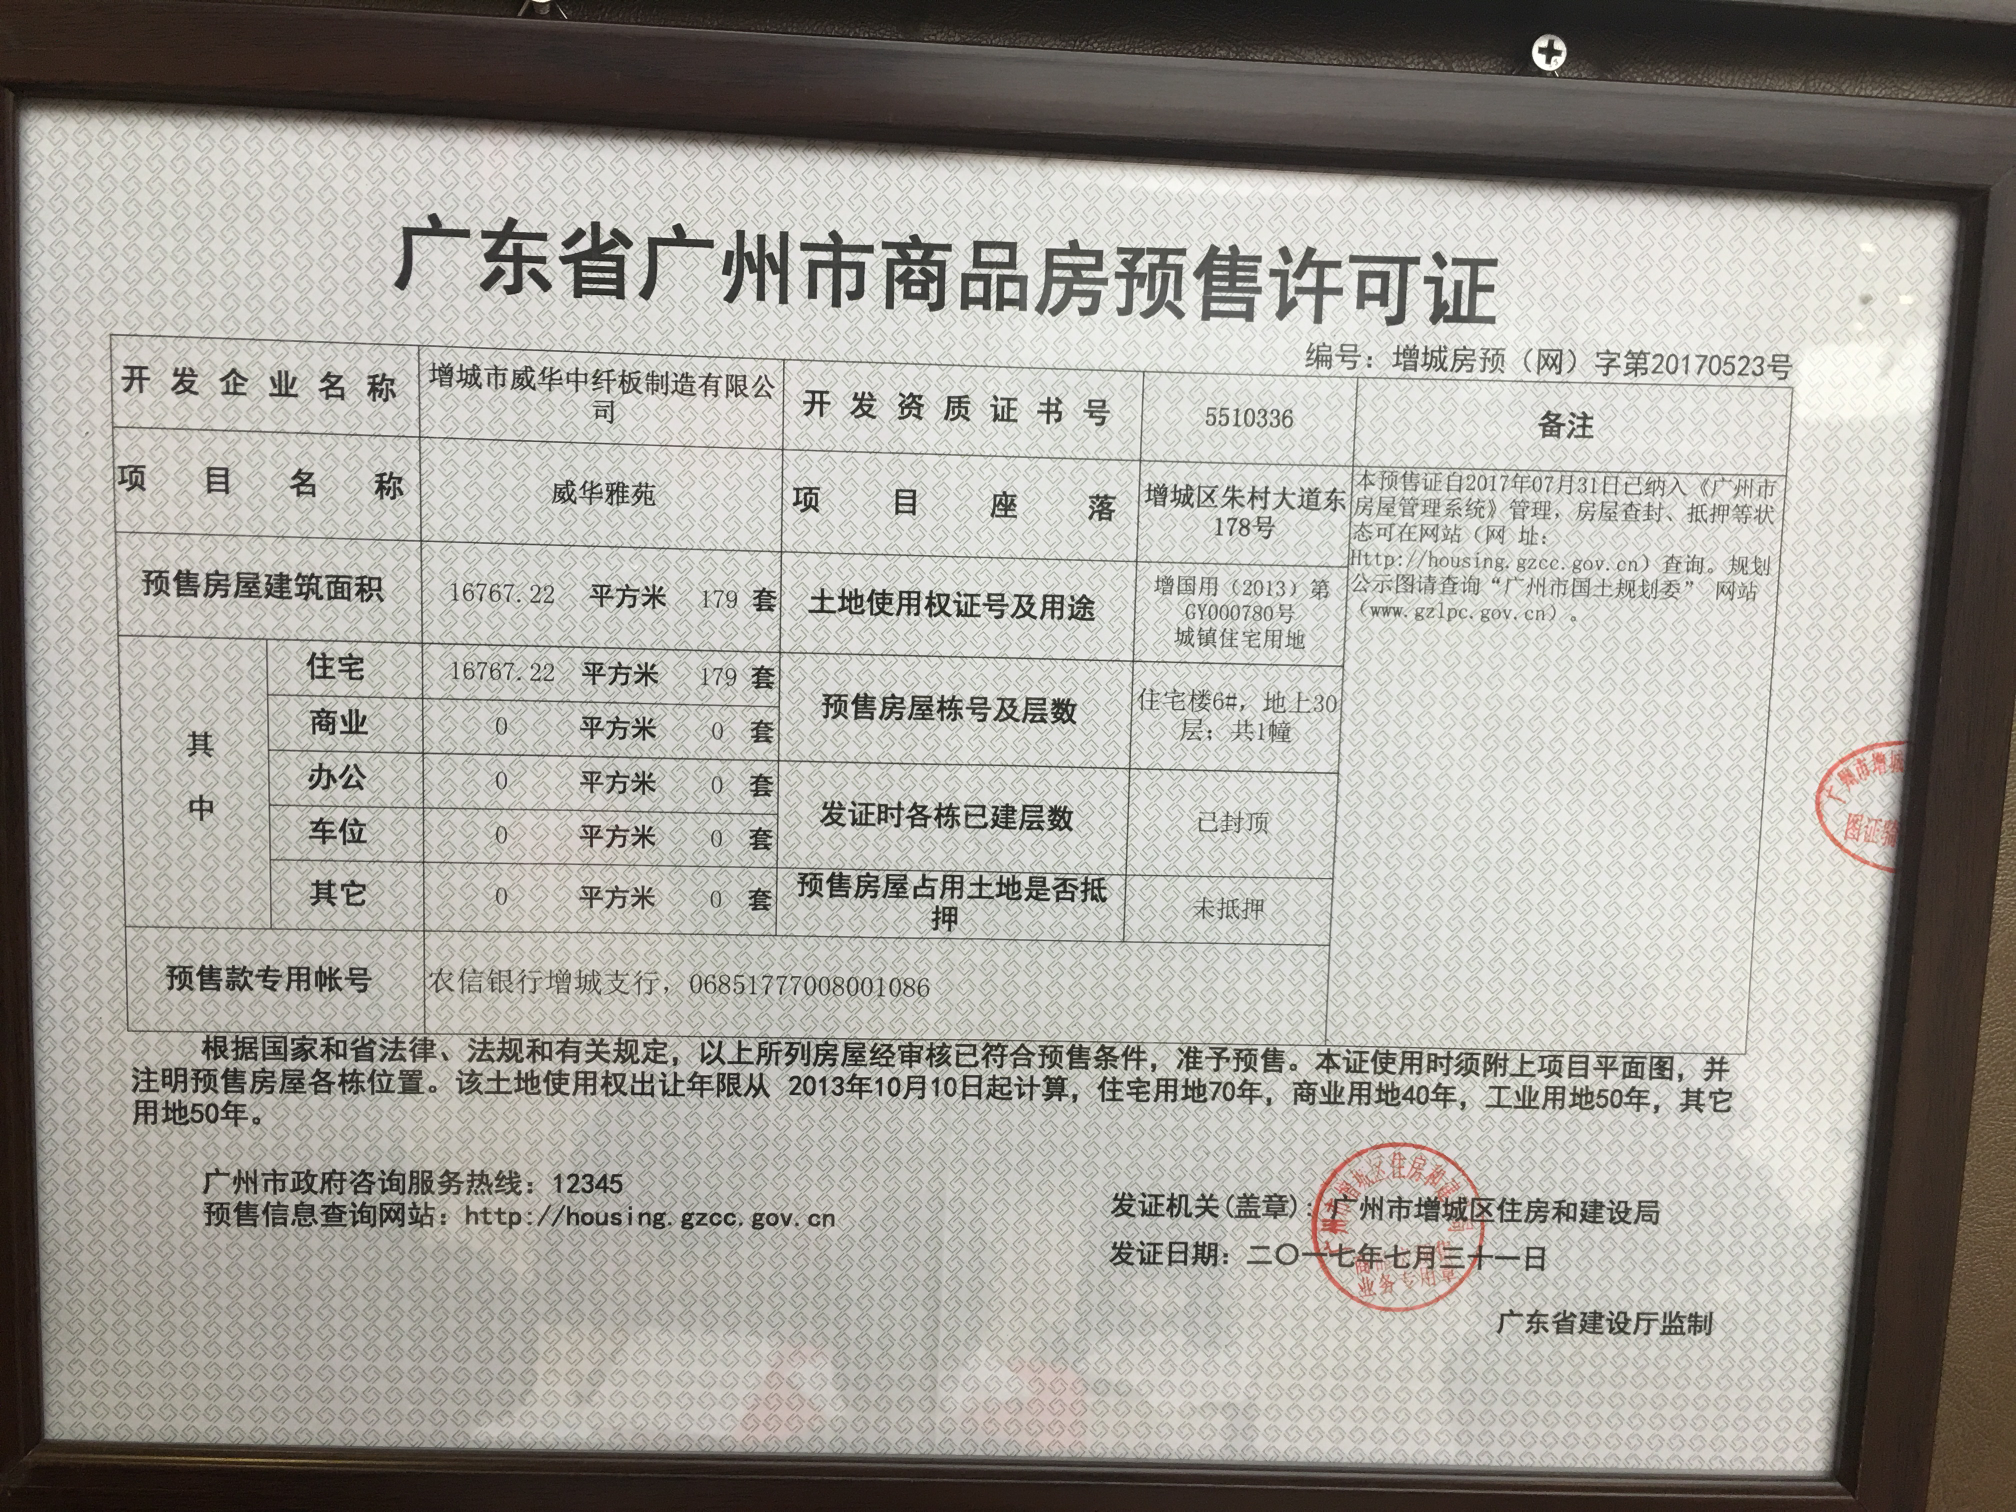 广东省广州市商品房预售许可证
编号：增城房预（网）字第20170523号
开发企业名称 增城市威华中纤板制造有限公 开发资质证书号 5510336 备注
司
项目名称 威华雅苑 项目座落 增城区朱村大道东
178号
本预售证自2017年07月31日已纳入《广州市
房屋管理系统》管理，房屋查封、抵押等状
态可在网站（网 址：
Http://housing.gzcc.gov.cn）查询。规划
公示图请查询“广州市国土规划委” 网站
（www.gzlpc.gov.cn）。
预售房屋建筑面积 16767.22 平方米 179 套 土地使用权证号及用途 增国用（2013）第
GY000780号
城镇住宅用地
其
中
住宅 16767.22 平方米 179 套
商业 0 平方米 0 套
办公 0 平方米 0 套
车位 0 平方米 0 套
其它 0 平方米 0 套
预售房屋栋号及层数 住宅楼6#，地上30
层；共1幢
发证时各栋已建层数 已封顶
预售房屋占用土地是否抵 未抵押
押
预售款专用帐号 农信银行增城支行，06851777008001086
根据国家和省法律、法规和有关规定，以上所列房屋经审核已符合预售条件，准予预售。本证使用时须附上项目平面图，并
注明预售房屋各栋位置。该土地使用权出让年限从 2013年10月10日起计算，住宅用地70年，商业用地40年，工业用地50年，其它
用地50年。
广州市政府咨询服务热线：12345
预售信息查询网站：http://housing.gzcc.gov.cn
发证机关(盖章)：广州市增城区住房和建设局
发证日期：二〇一七年七月三十一日
广东省建设厅监制
业务专用章
广州市增城
图证